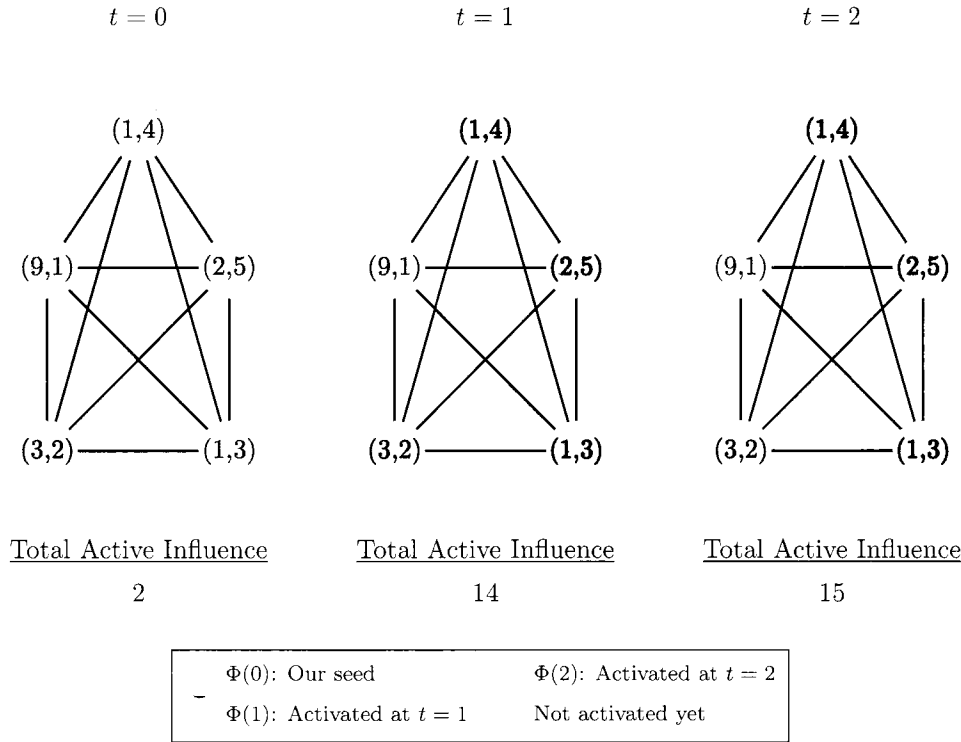 t = 0 t = 1 t = 2
(1,4) (1,4) (1,4)
(9,1) (2,5) (9,1) (2,5) (9,1) (2,5)
(3,2) (1,3) (3,2) (1,3) (3,2) (1,3)
Total Active Influence Total Active Influence Total Active Influence
2 14 15
Φ(0): Our seed Φ(2): Activated at t = 2
Φ(1): Activated at t = 1 Not activated yet